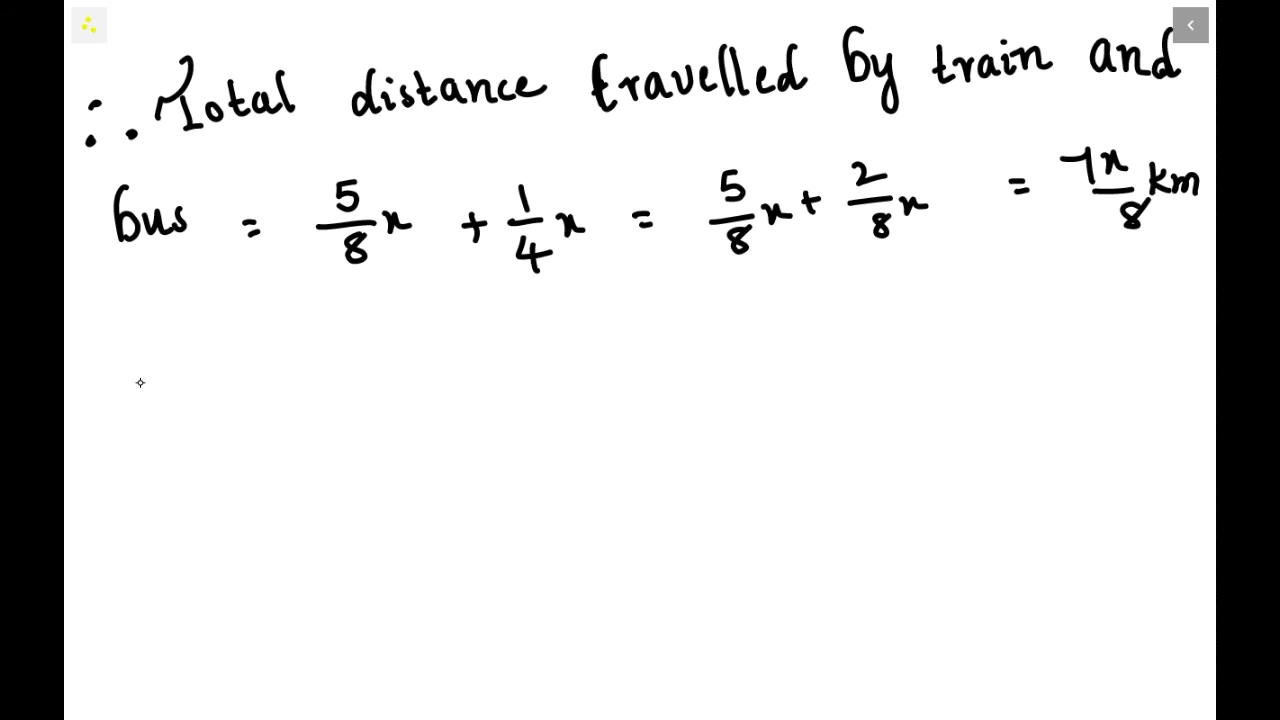 ∴ Total distance travelled by train and
bus = 5/8 x + 1/4 x = 5/8 x + 2/8 x = 7x/8 km